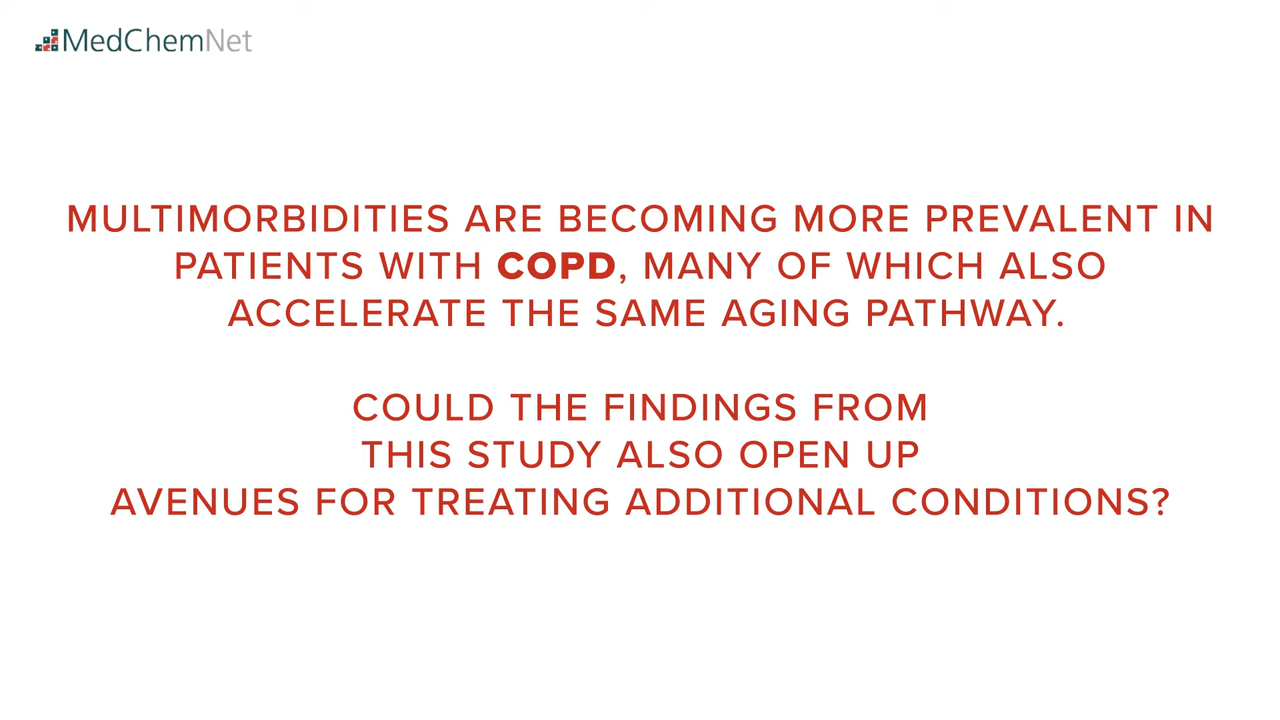 MedChemNet
MULTIMORBIDITIES ARE BECOMING MORE PREVALENT IN
PATIENTS WITH COPD, MANY OF WHICH ALSO
ACCELERATE THE SAME AGING PATHWAY.
COULD THE FINDINGS FROM
THIS STUDY ALSO OPEN UP
AVENUES FOR TREATING ADDITIONAL CONDITIONS?